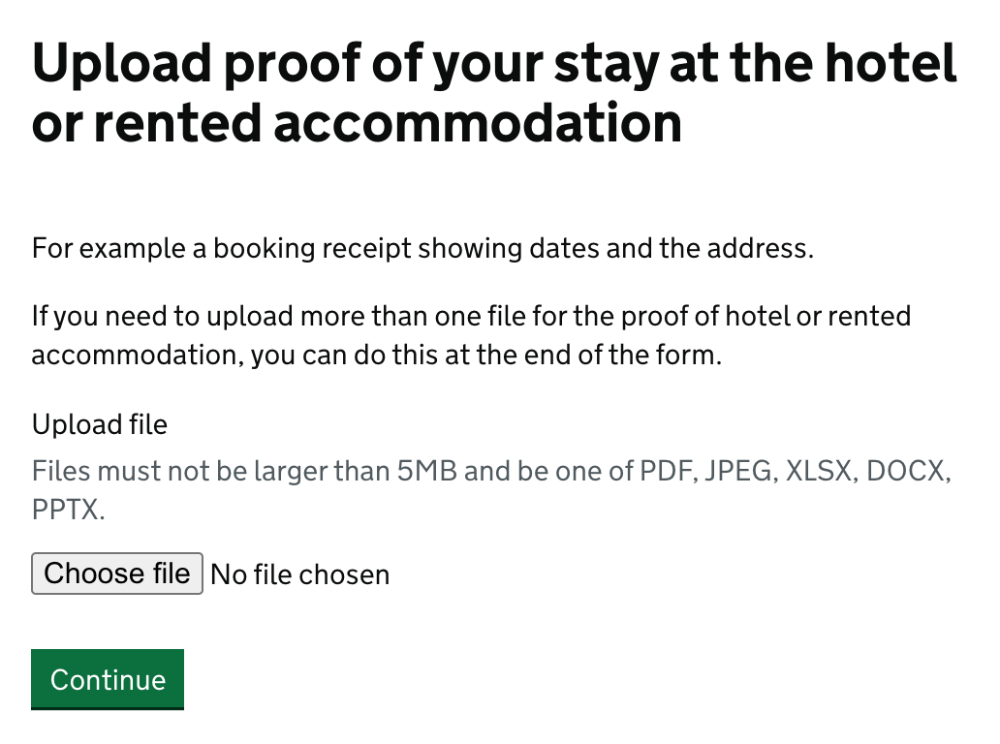 Upload proof of your stay at the hotel
or rented accommodation
For example a booking receipt showing dates and the address.
If you need to upload more than one file for the proof of hotel or rented
accommodation, you can do this at the end of the form.
Upload file
Files must not be larger than 5MB and be one of PDF, JPEG, XLSX, DOCX,
PPTX.
Choose file No file chosen
Continue